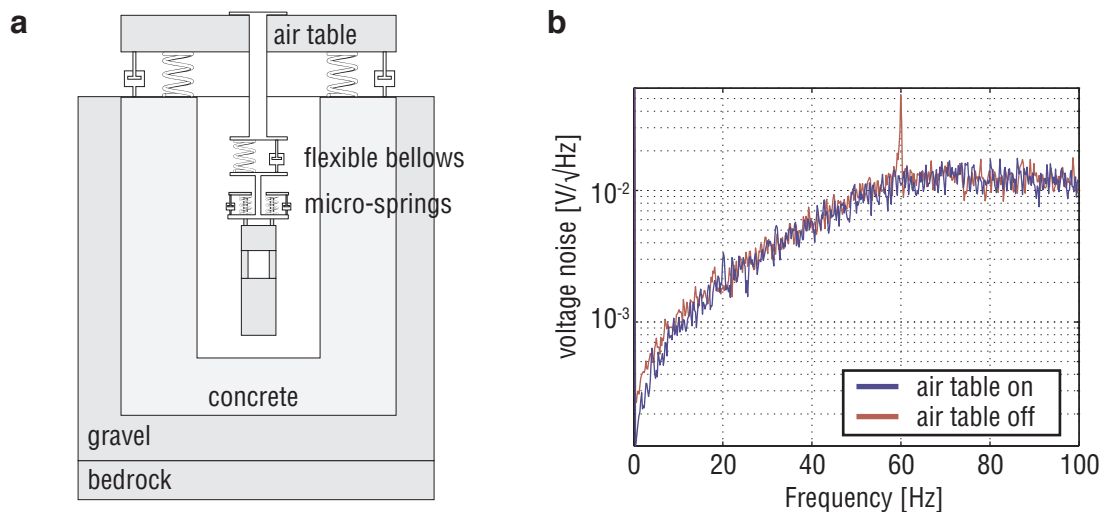 a
air table
flexible bellows
micro-springs
concrete
gravel
bedrock
b
voltage noise [V/√Hz]
10⁻²
10⁻³
air table on
air table off
0 20 40 60 80 100
Frequency [Hz]